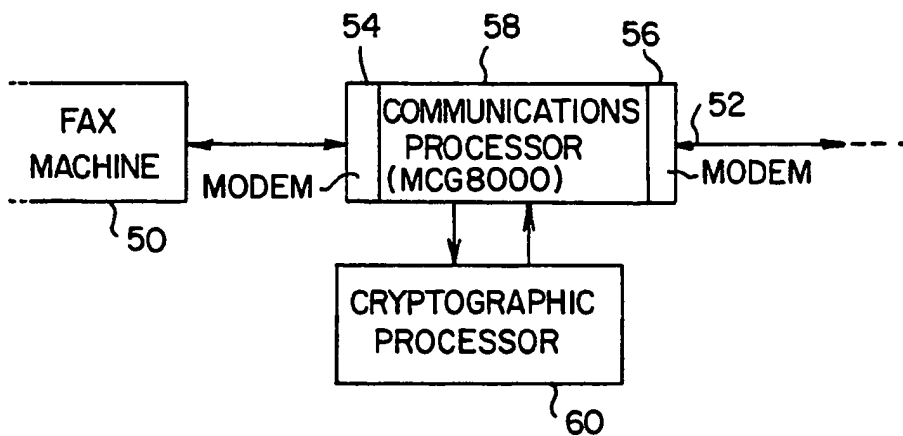 54
58
56
52
FAX
MACHINE
COMMUNICATIONS
PROCESSOR
(MCG8000)
MODEM
MODEM
50
CRYPTOGRAPHIC
PROCESSOR
60